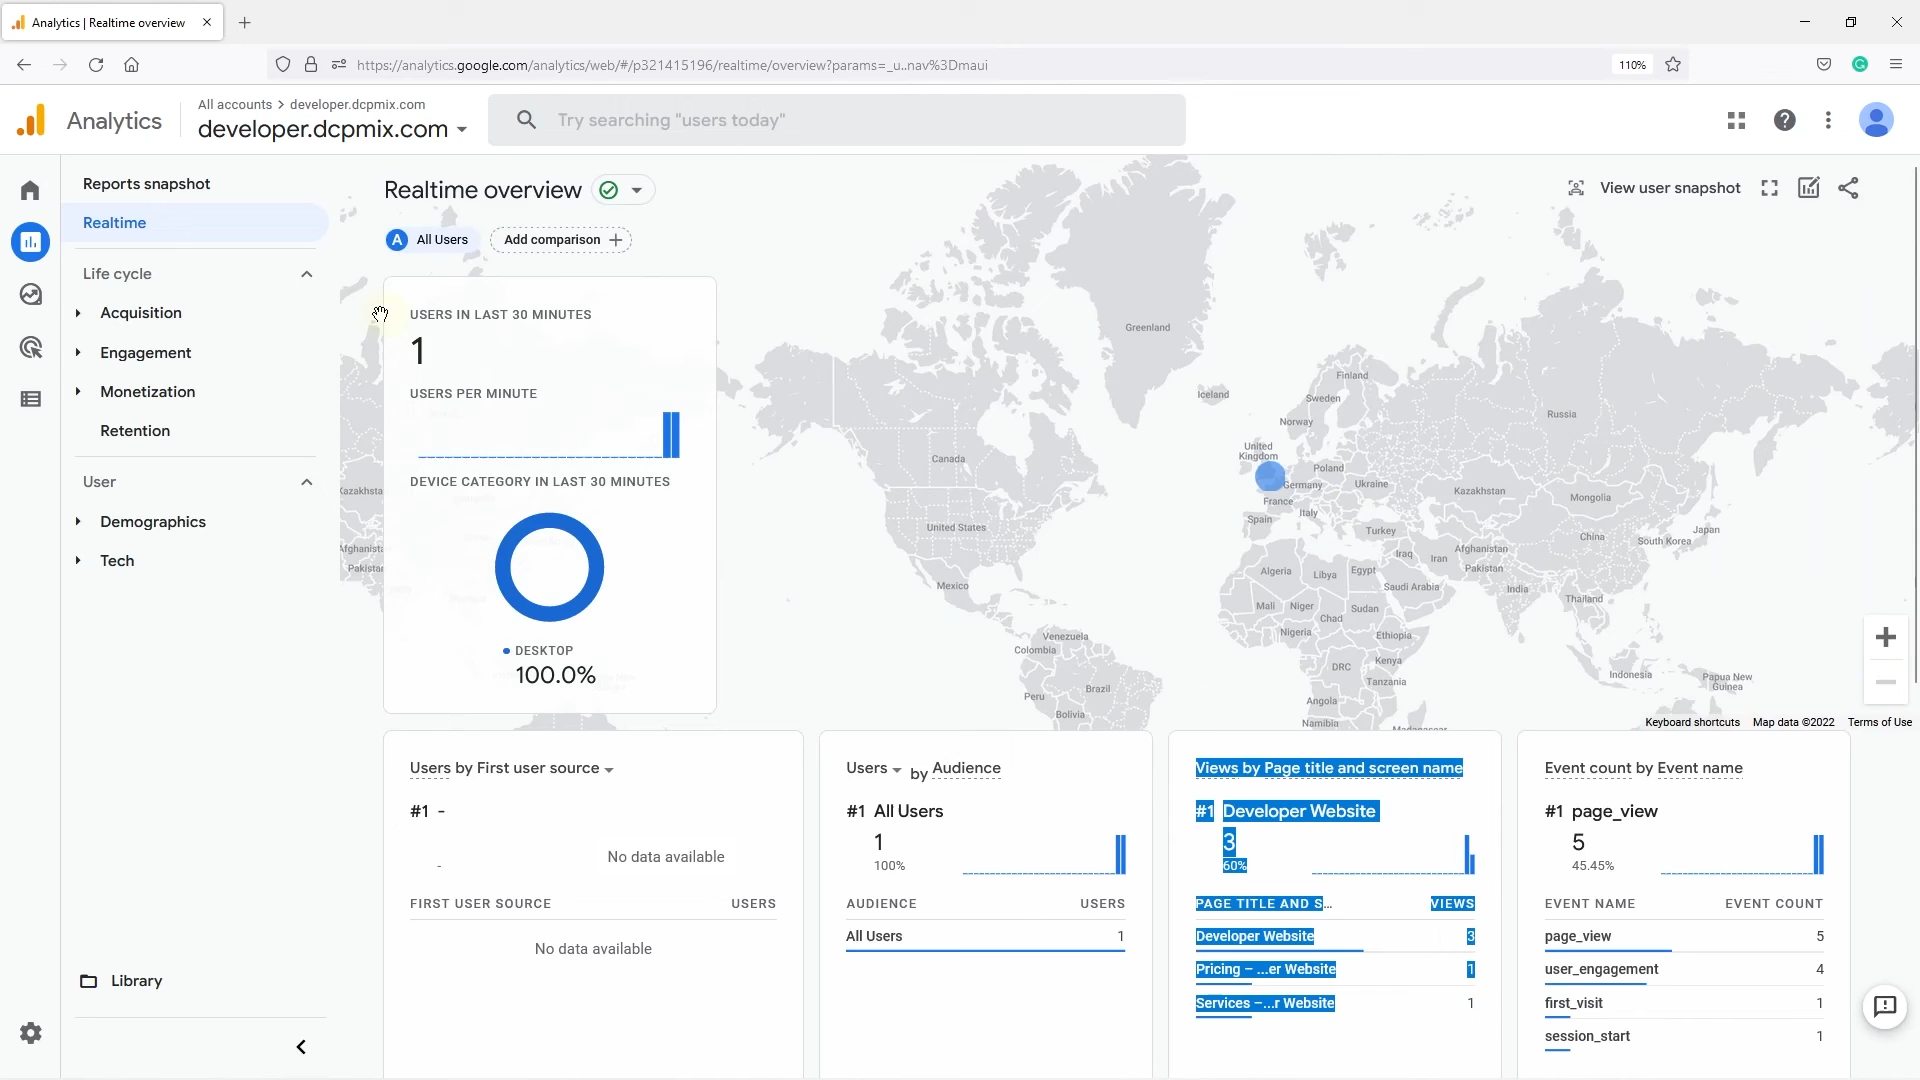 Analytics | Realtime overview
https://analytics.google.com/analytics/web/#/p321415196/realtime/overview?params=_u..nav%3Dmaui
110%
Analytics
All accounts > developer.dcpmix.com
developer.dcpmix.com
Try searching "users today"
Reports snapshot
Realtime
Life cycle
Acquisition
Engagement
Monetization
Retention
User
Demographics
Tech
Library
Realtime overview
View user snapshot
A All Users
Add comparison +
USERS IN LAST 30 MINUTES
1
USERS PER MINUTE
DEVICE CATEGORY IN LAST 30 MINUTES
DESKTOP
100.0%
Greenland
Iceland
Finland
Sweden
Norway
Russia
United
Kingdom
Canada
Poland
Germany
Ukraine
Kazakhstan
Mongolia
France
Italy
Spain
United States
Turkey
Japan
China
South Korea
Iraq
Iran
Afghanistan
Pakistan
Algeria
Libya
Egypt
Saudi Arabia
India
Mexico
Mali
Niger
Sudan
Thailand
Chad
Nigeria
Ethiopia
Venezuela
Colombia
DRC
Kenya
Tanzania
Indonesia
Papua New
Guinea
Peru
Brazil
Bolivia
Angola
Namibia
Madagascar
Kazakhsta
Afghanista
Pakistan
Keyboard shortcuts Map data ©2022 Terms of Use
Users by First user source
#1 -
-
No data available
FIRST USER SOURCE USERS
No data available
Users by Audience
#1 All Users
1
100%
AUDIENCE USERS
All Users 1
Views by Page title and screen name
#1 Developer Website
3
60%
PAGE TITLE AND S... VIEWS
Developer Website 3
Pricing – ...er Website 1
Services –...r Website 1
Event count by Event name
#1 page_view
5
45.45%
EVENT NAME EVENT COUNT
page_view 5
user_engagement 4
first_visit 1
session_start 1